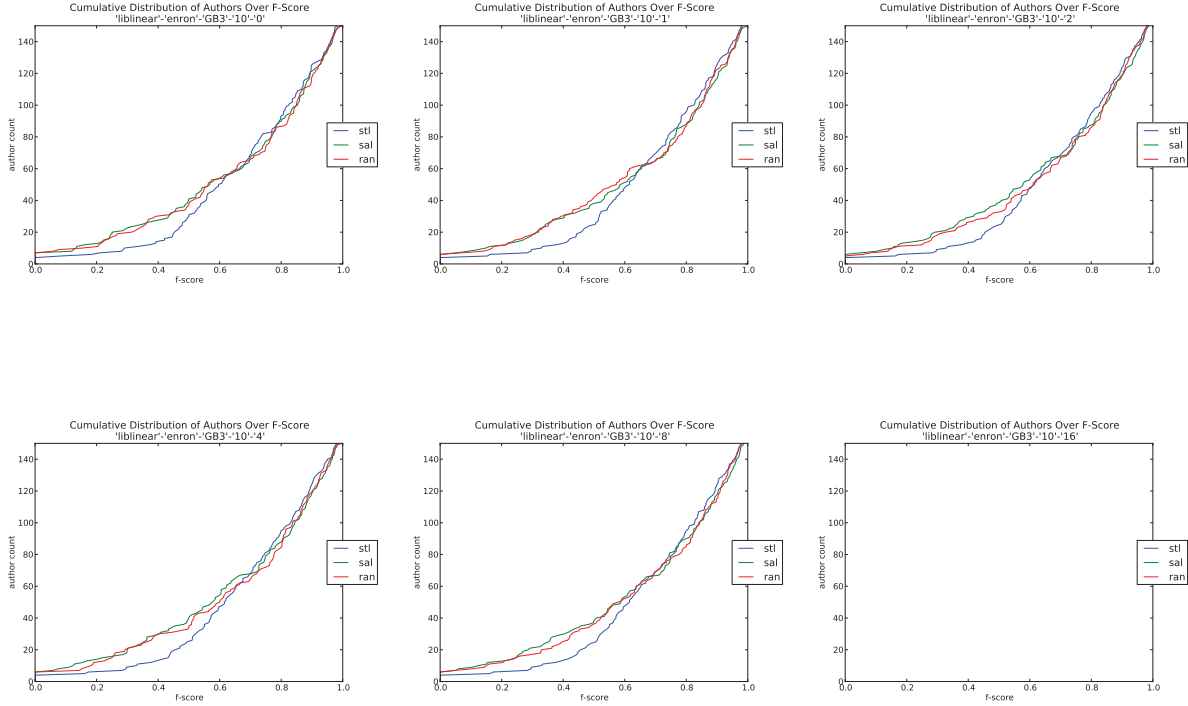 Cumulative Distribution of Authors Over F-Score
'liblinear'-'enron'-'GB3'-'10'-'0'
140
120
100
80
60
40
20
0
author count
0.0 0.2 0.4 0.6 0.8 1.0
f-score
stl
sal
ran
Cumulative Distribution of Authors Over F-Score
'liblinear'-'enron'-'GB3'-'10'-'1'
140
120
100
80
60
40
20
0
author count
0.0 0.2 0.4 0.6 0.8 1.0
f-score
stl
sal
ran
Cumulative Distribution of Authors Over F-Score
'liblinear'-'enron'-'GB3'-'10'-'2'
140
120
100
80
60
40
20
0
author count
0.0 0.2 0.4 0.6 0.8 1.0
f-score
stl
sal
ran
Cumulative Distribution of Authors Over F-Score
'liblinear'-'enron'-'GB3'-'10'-'4'
140
120
100
80
60
40
20
0
author count
0.0 0.2 0.4 0.6 0.8 1.0
f-score
stl
sal
ran
Cumulative Distribution of Authors Over F-Score
'liblinear'-'enron'-'GB3'-'10'-'8'
140
120
100
80
60
40
20
0
author count
0.0 0.2 0.4 0.6 0.8 1.0
f-score
stl
sal
ran
Cumulative Distribution of Authors Over F-Score
'liblinear'-'enron'-'GB3'-'10'-'16'
140
120
100
80
60
40
20
0
author count
0.0 0.2 0.4 0.6 0.8 1.0
f-score
stl
sal
ran